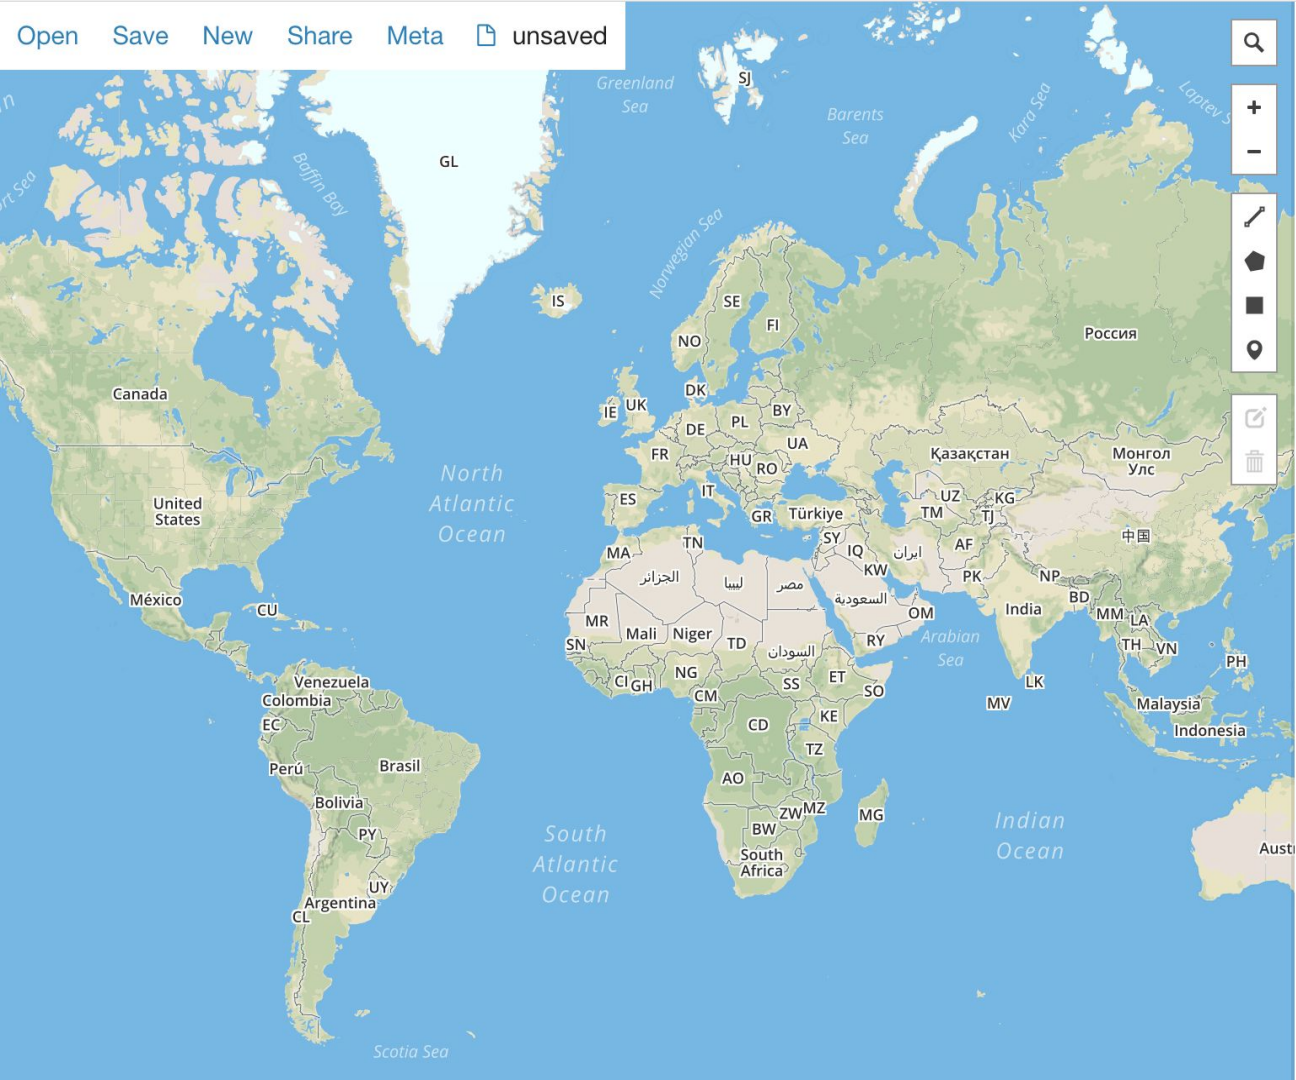 Open Save New Share Meta unsaved
Greenland
Sea
SJ
Barents
Sea
Kara Sea
Laptev S
Baffin Bay
GL
Norwegian Sea
IS
SE
FI
NO
Россия
DK
Canada
IE
UK
BY
PL
DE
UA
FR
HU
RO
Қазақстан
Монгол
Улс
North
Atlantic
Ocean
United
States
ES
IT
GR
Türkiye
UZ
KG
TM
TJ
中国
TN
MA
SY
IQ
ایران
AF
KW
PK
NP
الجزائر
ليبيا
مصر
السعودية
BD
México
CU
India
OM
MM
LA
MR
Mali
Niger
TD
السودان
RY
Arabian
Sea
TH
VN
SN
PH
Venezuela
Colombia
CI
GH
NG
CM
SS
ET
SO
LK
MV
Malaysia
Indonesia
EC
CD
KE
TZ
Perú
Brasil
AO
Bolivia
ZW
MZ
MG
PY
BW
South
Africa
South
Atlantic
Ocean
Indian
Ocean
Austr
UY
Argentina
CL
Scotia Sea